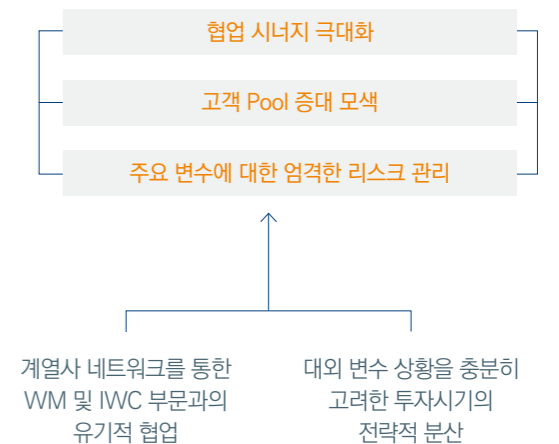 협업 시너지 극대화
고객 Pool 증대 모색
주요 변수에 대한 엄격한 리스크 관리
계열사 네트워크를 통한
WM 및 IWC 부문과의
유기적 협업
대외 변수 상황을 충분히
고려한 투자시기의
전략적 분산